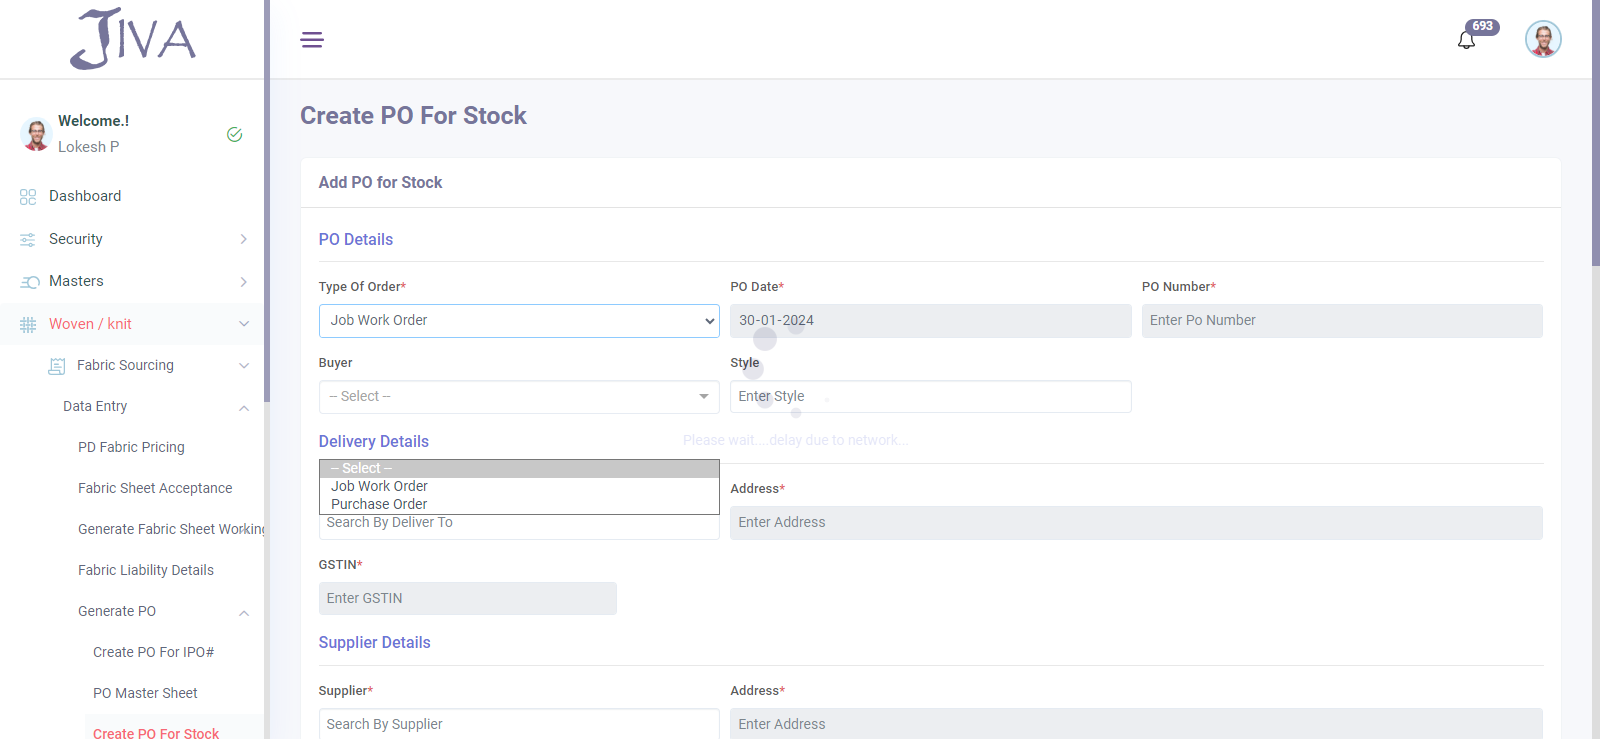 JIVA
693
Welcome.!
Lokesh P
Dashboard
Security
Masters
Woven / knit
Fabric Sourcing
Data Entry
PD Fabric Pricing
Fabric Sheet Acceptance
Generate Fabric Sheet Working
Fabric Liability Details
Generate PO
Create PO For IPO#
PO Master Sheet
Create PO For Stock
Create PO For Stock
Add PO for Stock
PO Details
Type Of Order* PO Date* PO Number*
Job Work Order 30-01-2024 Enter Po Number
Buyer Style
-- Select -- Enter Style
Delivery Details Please wait....delay due to network...
-- Select --
Job Work Order Address*
Purchase Order
Search By Deliver To Enter Address
GSTIN*
Enter GSTIN
Supplier Details
Supplier* Address*
Search By Supplier Enter Address